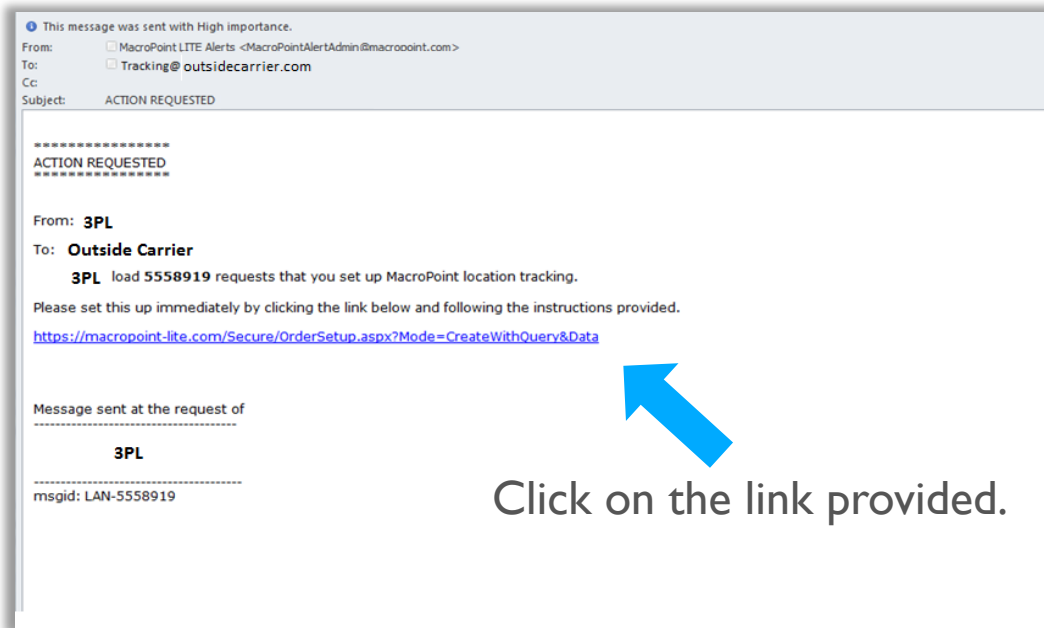 This message was sent with High importance.
From: MacroPoint LITE Alerts <MacroPointAlertAdmin@macropoint.com>
To: Tracking@ outsidecarrier.com
Cc:
Subject: ACTION REQUESTED
================
ACTION REQUESTED
================
From: 3PL
To: Outside Carrier
3PL load 5558919 requests that you set up MacroPoint location tracking.
Please set this up immediately by clicking the link below and following the instructions provided.
https://macropoint-lite.com/Secure/OrderSetup.aspx?Mode=CreateWithQuery&Data
Message sent at the request of
--------------------------------------
3PL
---------------------------------------
msgid: LAN-5558919
Click on the link provided.